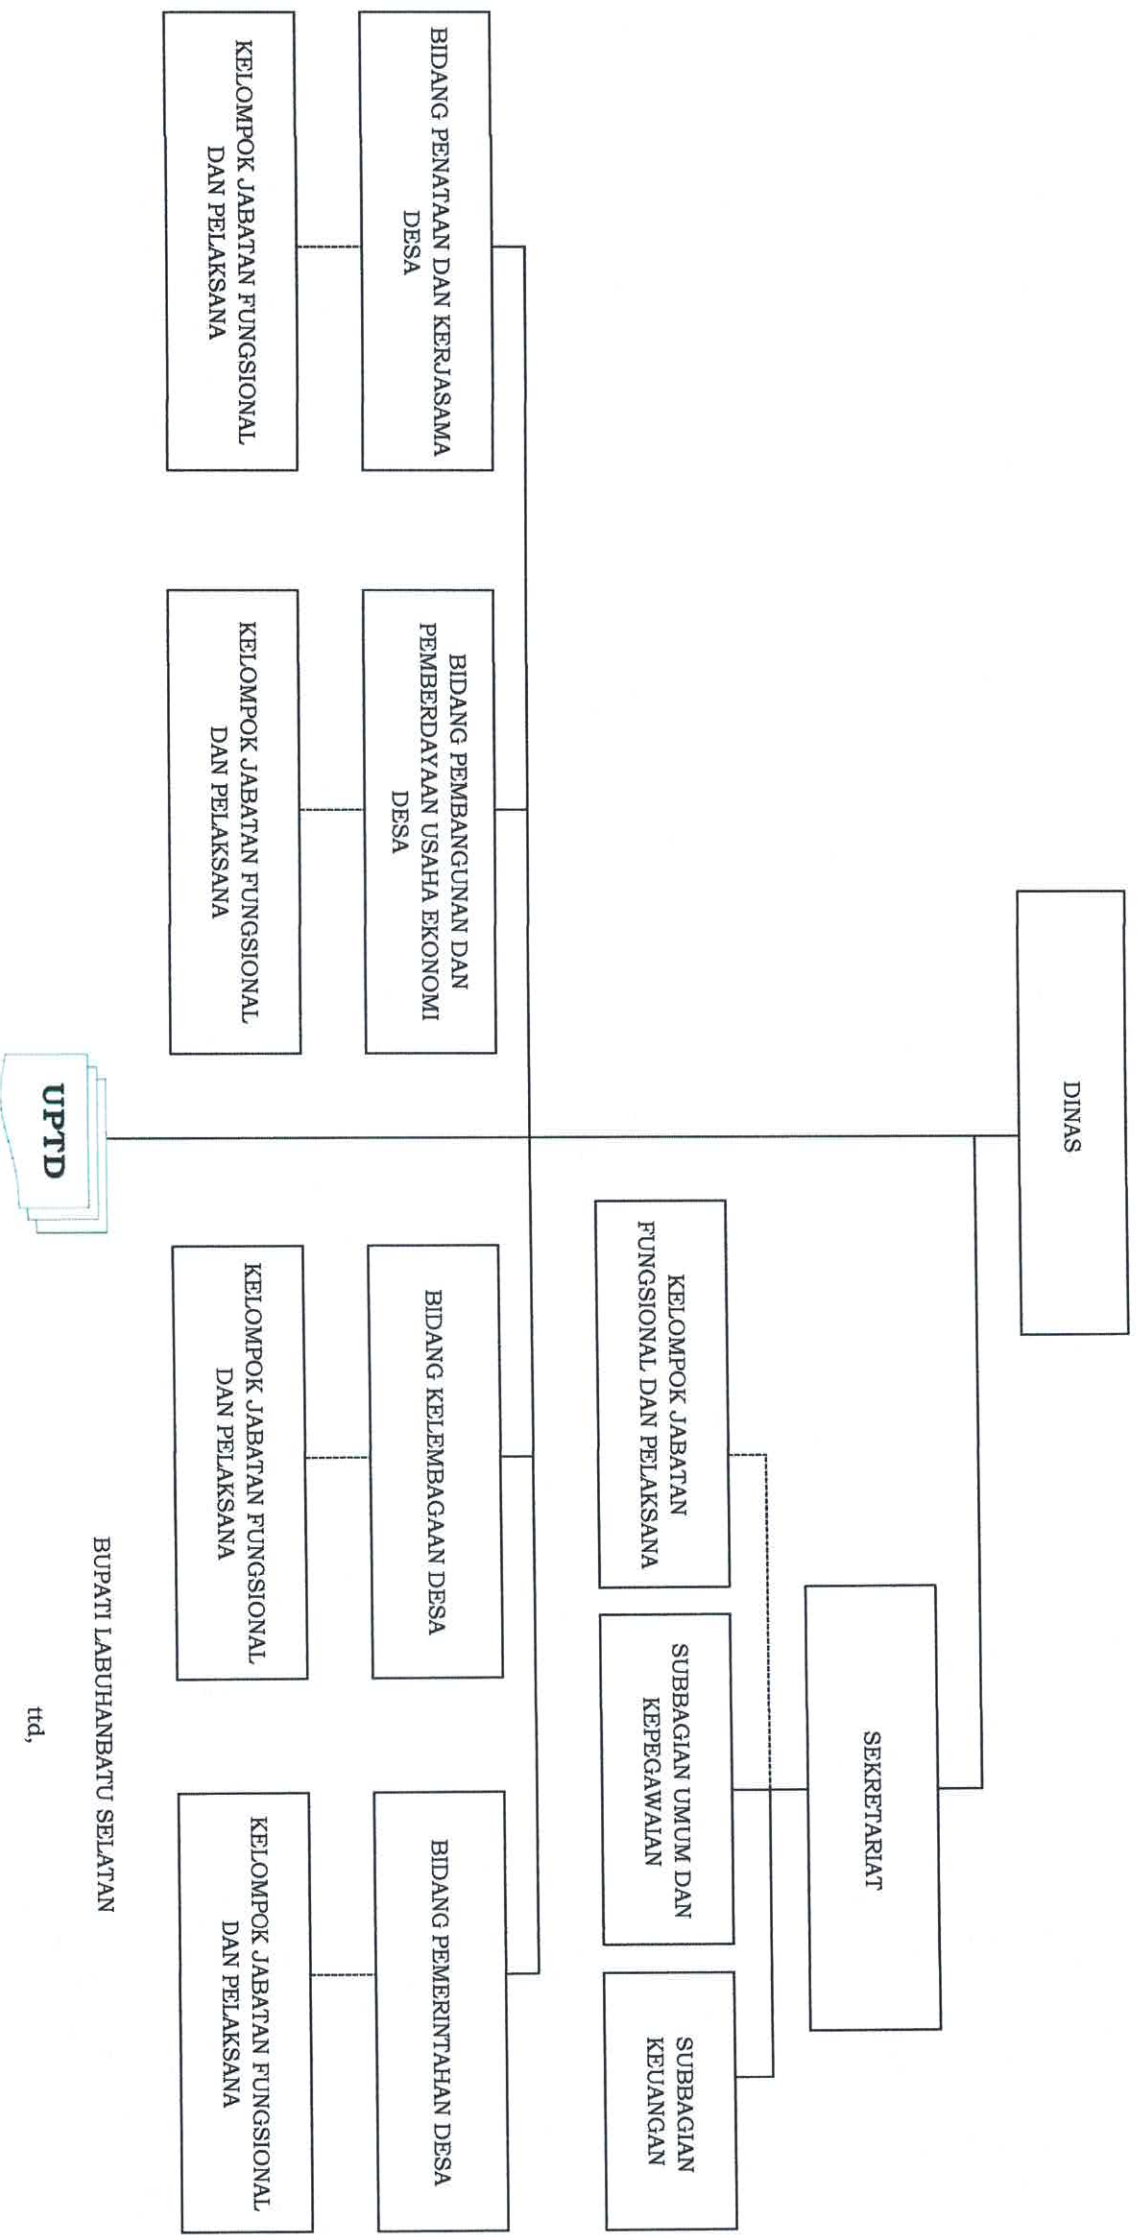 DINAS
SEKRETARIAT
KELOMPOK JABATAN
FUNGSIONAL DAN PELAKSANA
SUBBAGIAN UMUM DAN
KEPEGAWAIAN
SUBBAGIAN
KEUANGAN
BIDANG PENATAAN DAN KERJASAMA
DESA
BIDANG PEMBANGUNAN DAN
PEMBERDAYAAN USAHA EKONOMI
DESA
BIDANG KELEMBAGAAN DESA
BIDANG PEMERINTAHAN DESA
KELOMPOK JABATAN FUNGSIONAL
DAN PELAKSANA
KELOMPOK JABATAN FUNGSIONAL
DAN PELAKSANA
KELOMPOK JABATAN FUNGSIONAL
DAN PELAKSANA
KELOMPOK JABATAN FUNGSIONAL
DAN PELAKSANA
UPTD
BUPATI LABUHANBATU SELATAN
ttd,